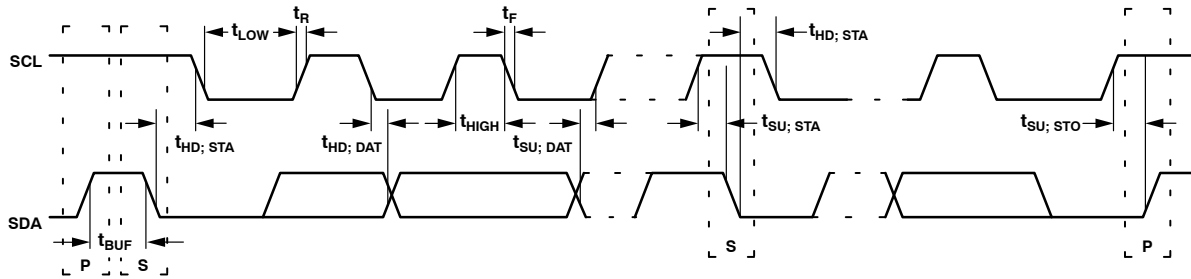 tR tF
tLOW tHD; STA
SCL
tHD; STA tHD; DAT tHIGH tSU; DAT tSU; STA tSU; STO
SDA
tBUF S
P S P